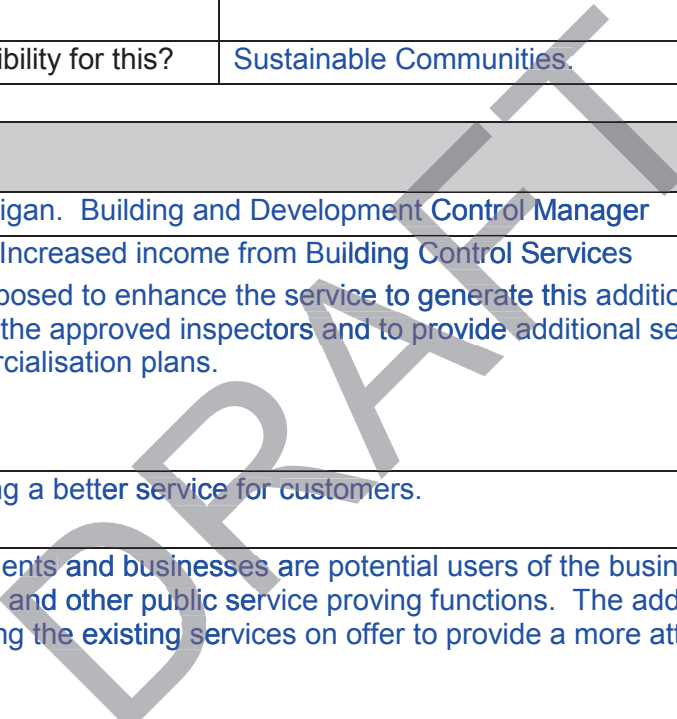 ibility for this? Sustainable Communities.
igan. Building and Development Control Manager
Increased income from Building Control Services
posed to enhance the service to generate this additio
the approved inspectors and to provide additional se
rcialisation plans.
ng a better service for customers.
ents and businesses are potential users of the busin
and other public service proving functions. The add
ng the existing services on offer to provide a more att
DRAFT